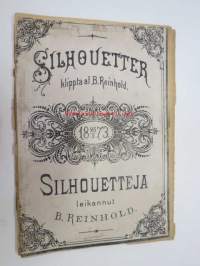 SILHOUETTER
klippta af B. Reinhold.
1873
SILHOUETTEJA
leikannut
B. REINHOLD.